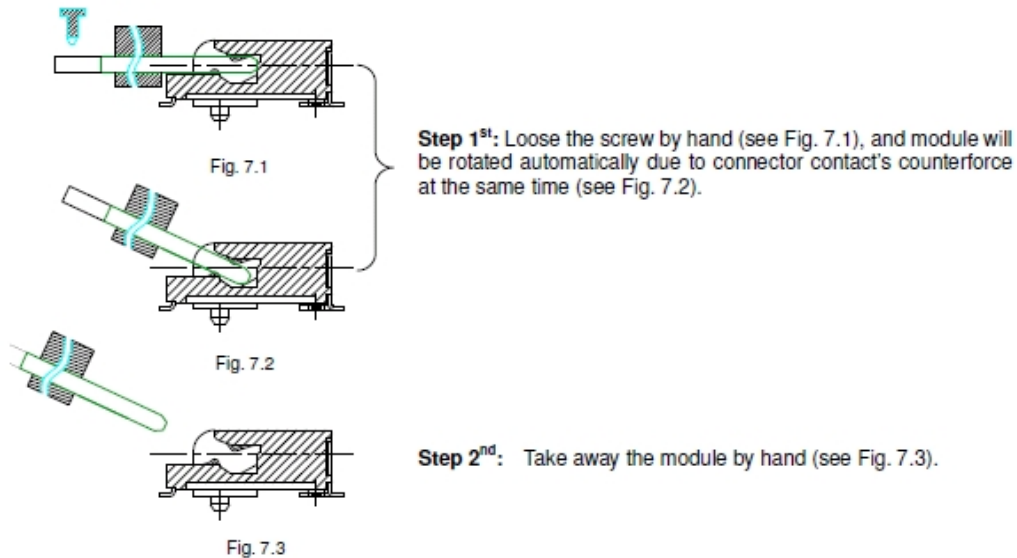 Fig. 7.1
Step 1st: Loose the screw by hand (see Fig. 7.1), and module will
be rotated automatically due to connector contact's counterforce
at the same time (see Fig. 7.2).
Fig. 7.2
Step 2nd: Take away the module by hand (see Fig. 7.3).
Fig. 7.3